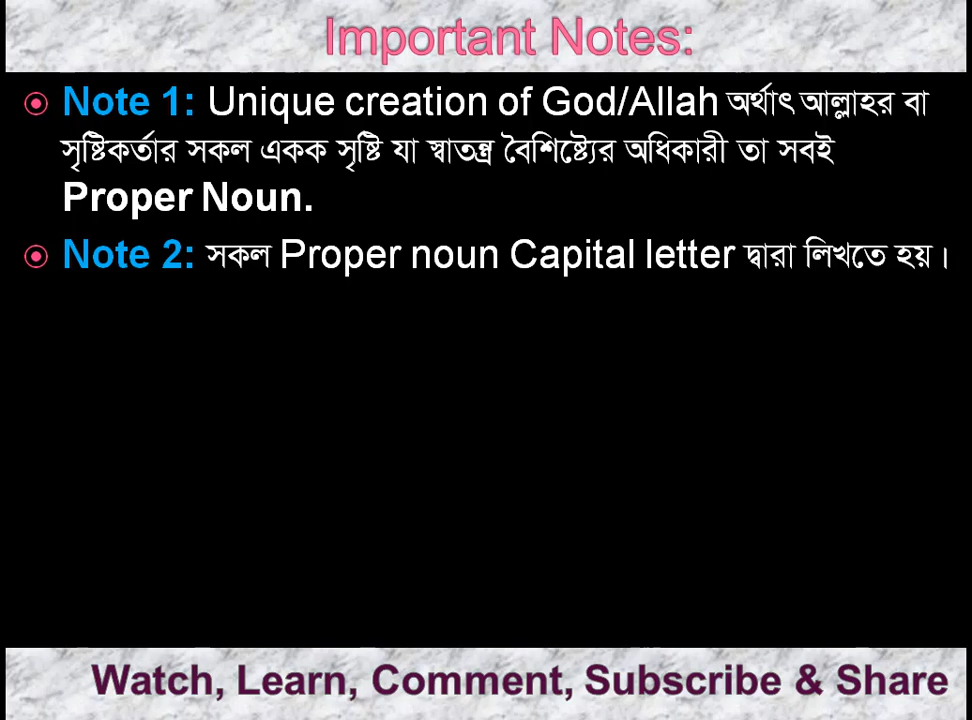 Important Notes:
Note 1: Unique creation of God/Allah অর্থাৎ আল্লাহর বা
সৃষ্টিকর্তার সকল একক সৃষ্টি যা স্বাতন্ত্র বৈশিষ্ট্যের অধিকারী তা সবই
Proper Noun.
Note 2: সকল Proper noun Capital letter দ্বারা লিখতে হয়।
Watch, Learn, Comment, Subscribe & Share